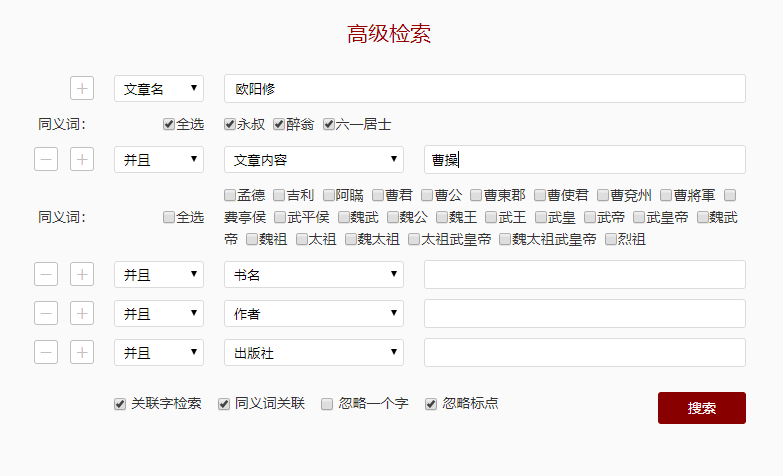 高级检索
文章名 欧阳修
同义词: 全选 永叔 醉翁 六一居士
并且 文章内容 曹操
孟德 吉利 阿瞞 曹君 曹公 曹東郡 曹使君 曹兗州 曹將軍
同义词: 全选 費亭侯 武平侯 魏武 魏公 魏王 武王 武皇 武帝 武皇帝 魏武
帝 魏祖 太祖 魏太祖 太祖武皇帝 魏太祖武皇帝 烈祖
并且 书名
并且 作者
并且 出版社
关联字检索 同义词关联 忽略一个字 忽略标点 搜索